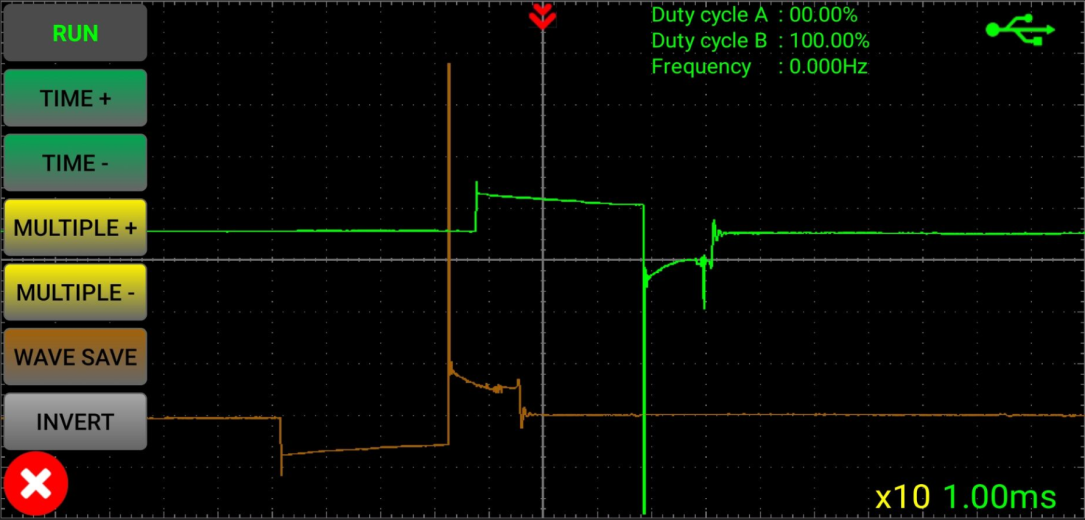 RUN
TIME +
TIME -
MULTIPLE +
MULTIPLE -
WAVE SAVE
INVERT
Duty cycle A : 00.00%
Duty cycle B : 100.00%
Frequency : 0.000Hz
x10 1.00ms